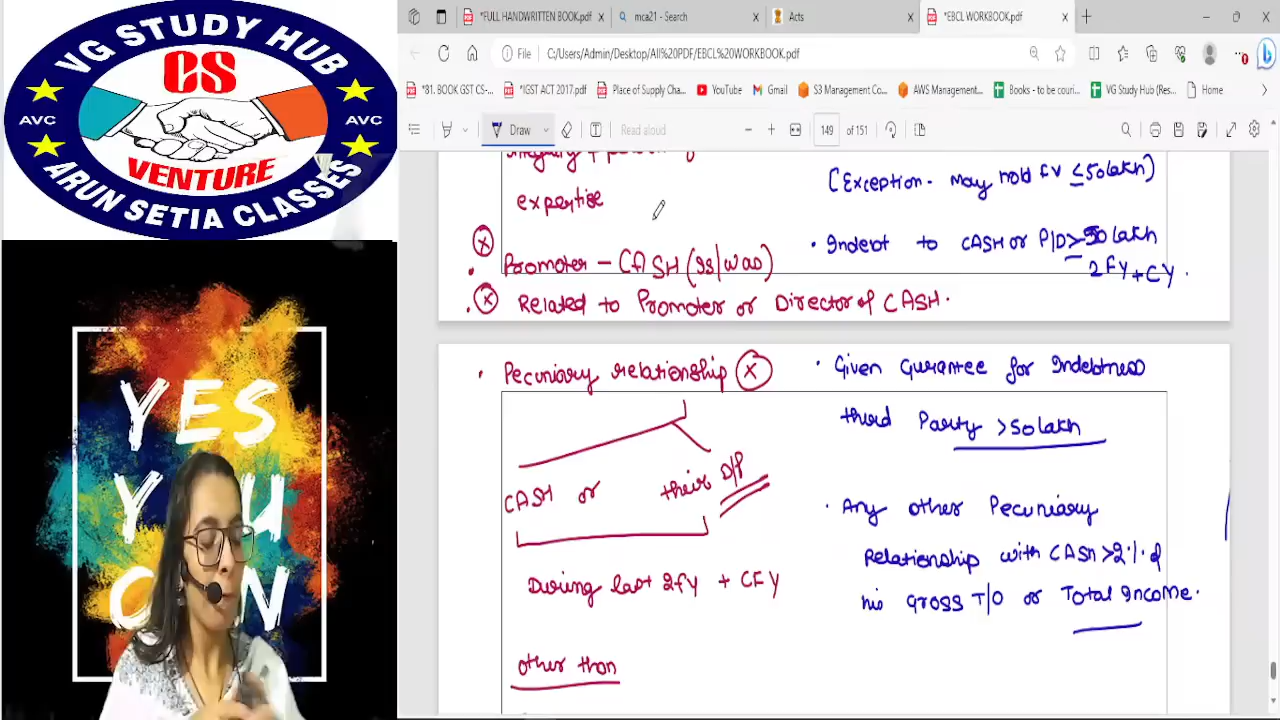 VG STUDY HUB
CS
AVC
AVC
VENTURE
ARUN SETIA CLASSES
YES
YOU
CAN
*FULL HANDWRITTEN BOOK.pdf
mca21 - Search
Acts
*EBCL WORKBOOK.pdf
File
C:/Users/Admin/Desktop/All%20PDF/EBCL%20WORKBOOK.pdf
*81. BOOK GST CS-...
*IGST ACT 2017.pdf
Place of Supply Cha...
YouTube
Gmail
S3 Management Co...
AWS Management...
Books - to be couri...
VG Study Hub (Res...
Home
Draw
Read aloud
149 of 151
expertise
• Promoter – CASH (is/was)
• Related to Promoter or Director of CASH.
(Exception - may hold FV ≤50 lakh)
• Indebt to CASH or P/D ≥ 50 lakh
2FY + CY.
• Pecuniary relationship (x)
CASH or their D/P
During last 2FY + CFY
other than
• Given Gurantee for Indebtness
third Party >50 lakh
• Any other Pecuniary
Relationship with CASH >2% of
his Gross T/O or Total Income.